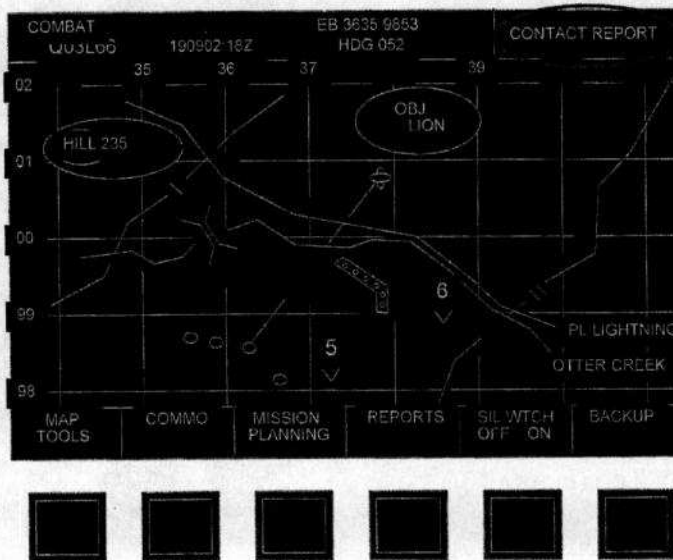 COMBAT
EB 3635 9853
CONTACT REPORT
Q03L66
190902:18Z
HDG 052
35 36 37 39
02
OBJ
LION
HILL 235
01
00
99
6
PL LIGHTNING
5
OTTER CREEK
98
MAP
TOOLS
COMMO
MISSION
PLANNING
REPORTS
SIL WTCH
OFF ON
BACKUP